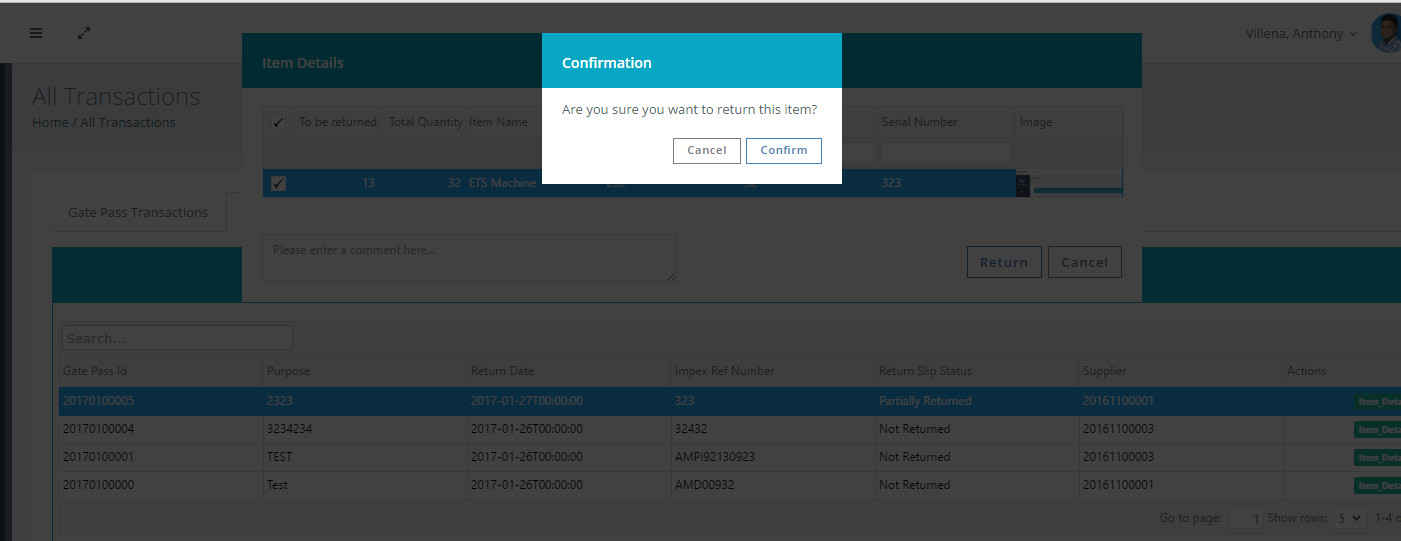 Villena, Anthony
Item Details
Confirmation
All Transactions
Home / All Transactions
Are you sure you want to return this item?
Cancel Confirm
To be returned Total Quantity Item Name Serial Number Image
13 32 ETS Machine 323
Gate Pass Transactions
Please enter a comment here...
Return Cancel
Search...
Gate Pass Id Purpose Return Date Impex Ref Number Return Slip Status Supplier Actions
20170100005 2323 2017-01-27T00:00:00 323 Partially Returned 20161100001 Item_Deta
20170100004 3234234 2017-01-26T00:00:00 32432 Not Returned 20161100003 Item_Deta
20170100001 TEST 2017-01-26T00:00:00 AMPI92130923 Not Returned 20161100003 Item_Deta
20170100000 Test 2017-01-26T00:00:00 AMD00932 Not Returned 20161100001 Item_Deta
Go to page: 1 Show rows: 5 1-4 o